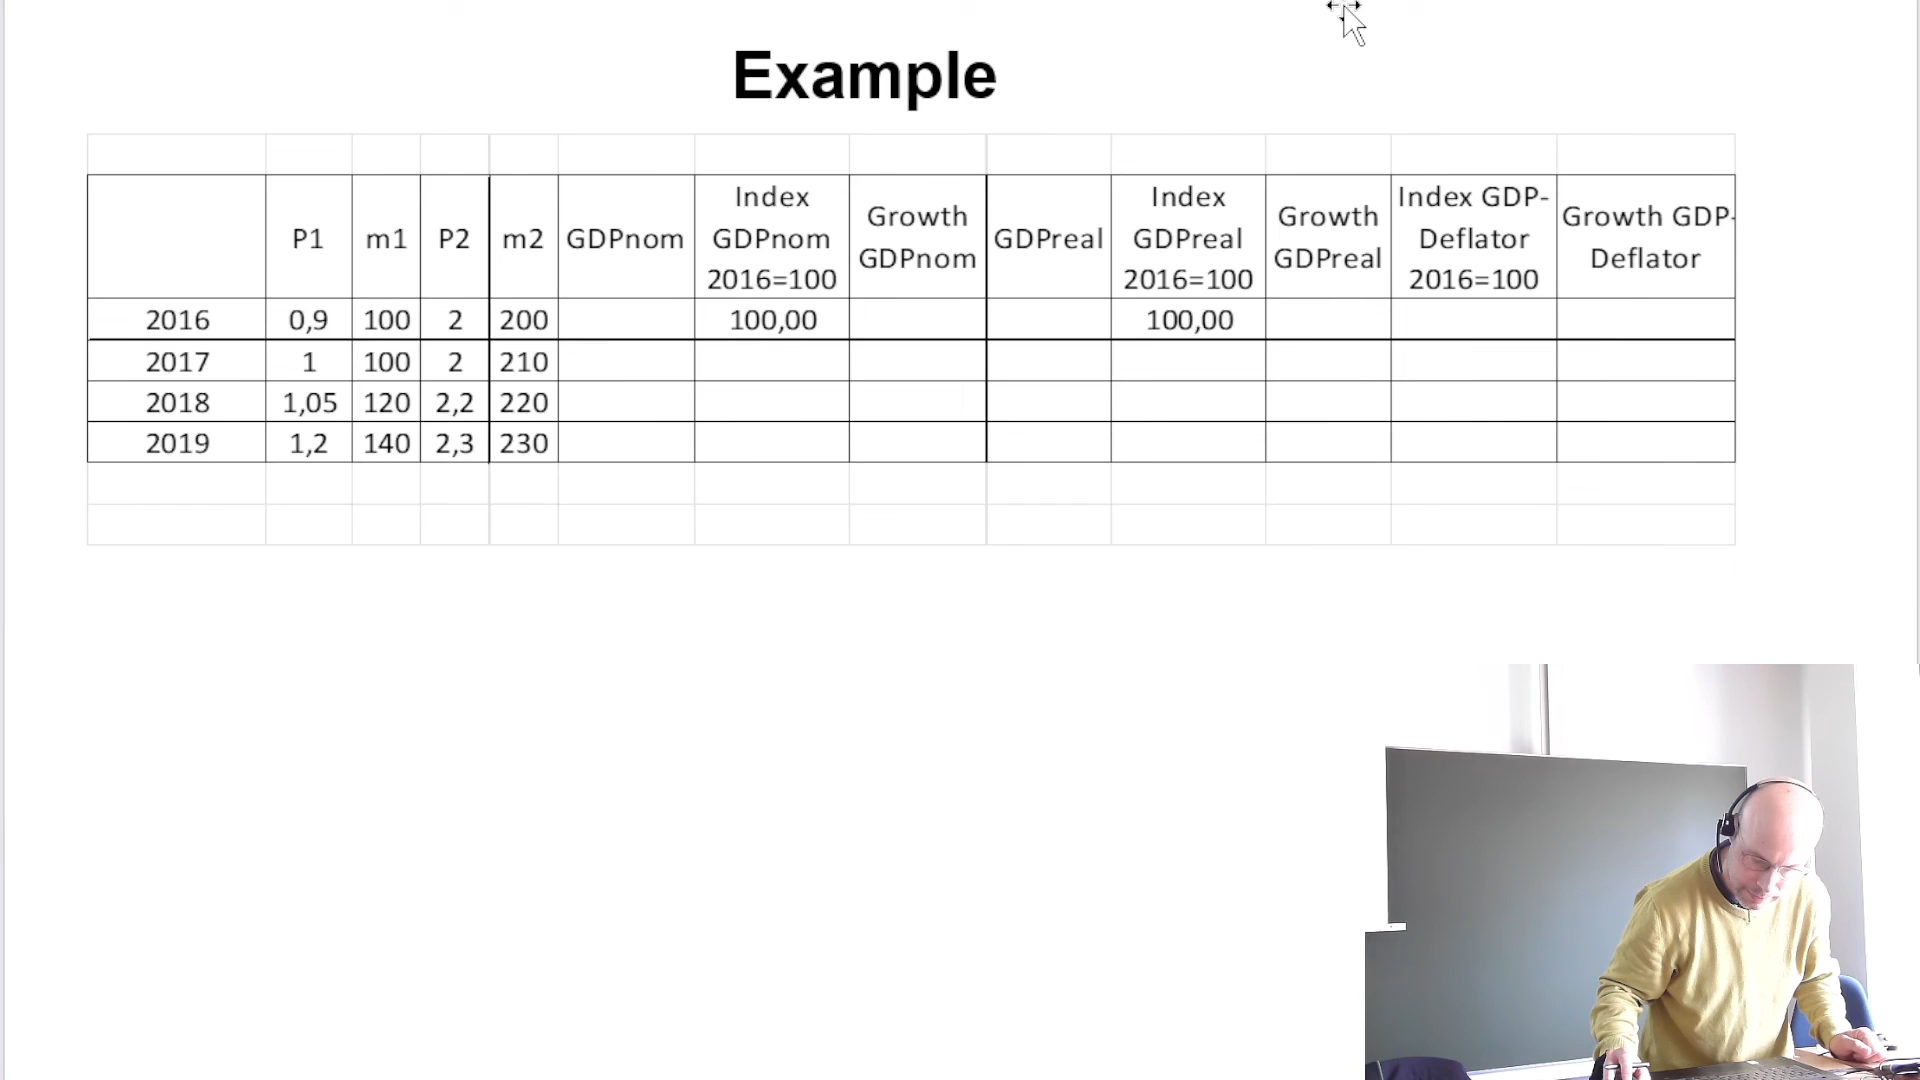 Example
P1 m1 P2 m2 GDPnom Index GDPnom 2016=100 Growth GDPnom GDPreal Index GDPreal 2016=100 Growth GDPreal Index GDP-Deflator 2016=100 Growth GDP-Deflator
2016 0,9 100 2 200 100,00 100,00
2017 1 100 2 210
2018 1,05 120 2,2 220
2019 1,2 140 2,3 230